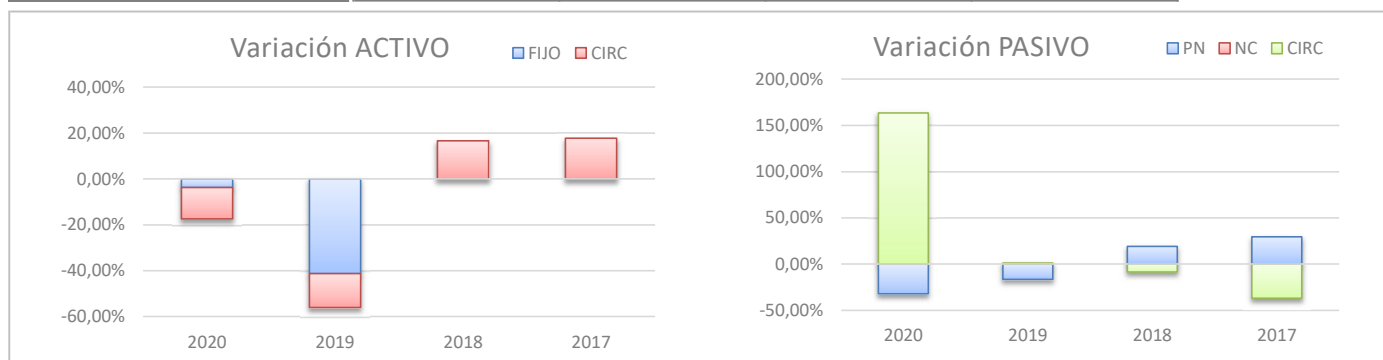 Variación ACTIVO
FIJO CIRC
40,00%
20,00%
0,00%
-20,00%
-40,00%
-60,00%
2020 2019 2018 2017
Variación PASIVO
PN NC CIRC
200,00%
150,00%
100,00%
50,00%
0,00%
-50,00%
2020 2019 2018 2017